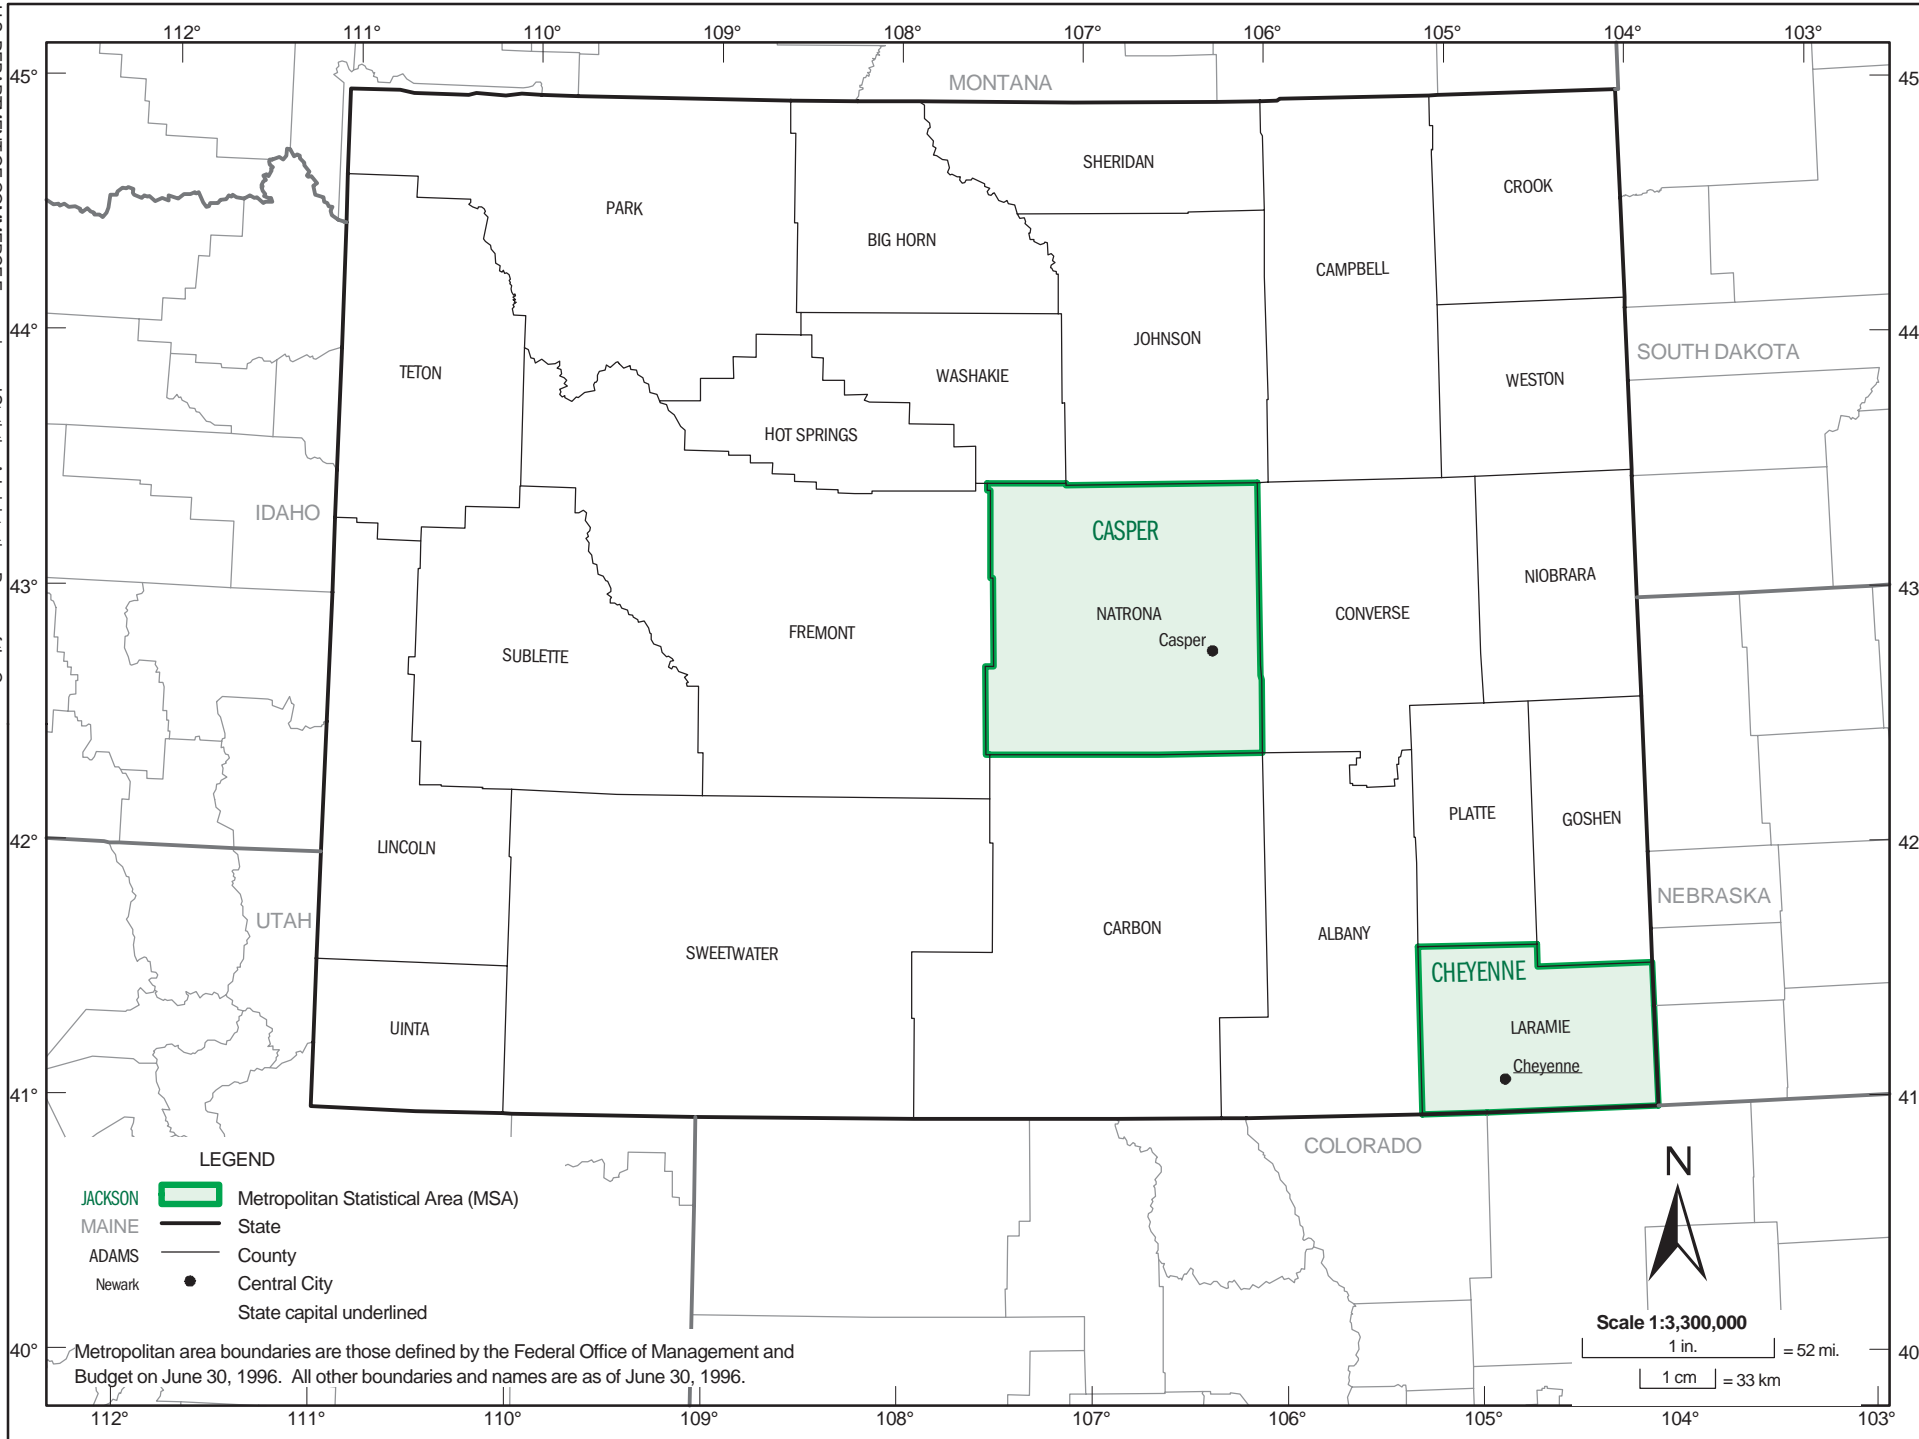 112° 111° 110° 109° 108° 107° 106° 105° 104° 103°
45° 45
MONTANA
SHERIDAN
CROOK
PARK
BIG HORN
CAMPBELL
44° 44
JOHNSON
SOUTH DAKOTA
TETON
WASHAKIE
WESTON
HOT SPRINGS
IDAHO
CASPER
NIOBRARA
43° 43
NATRONA
CONVERSE
FREMONT
Casper
SUBLETTE
PLATTE
GOSHEN
42° 42
LINCOLN
NEBRASKA
UTAH
CARBON
ALBANY
SWEETWATER
CHEYENNE
UINTA
LARAMIE
Cheyenne
41° 41
COLORADO
LEGEND
JACKSON Metropolitan Statistical Area (MSA)
MAINE State
ADAMS County
Newark Central City
State capital underlined
N
Scale 1:3,300,000
1 in. = 52 mi.
1 cm = 33 km
40° 40
Metropolitan area boundaries are those defined by the Federal Office of Management and
Budget on June 30, 1996. All other boundaries and names are as of June 30, 1996.
112° 111° 110° 109° 108° 107° 106° 105° 104° 103°